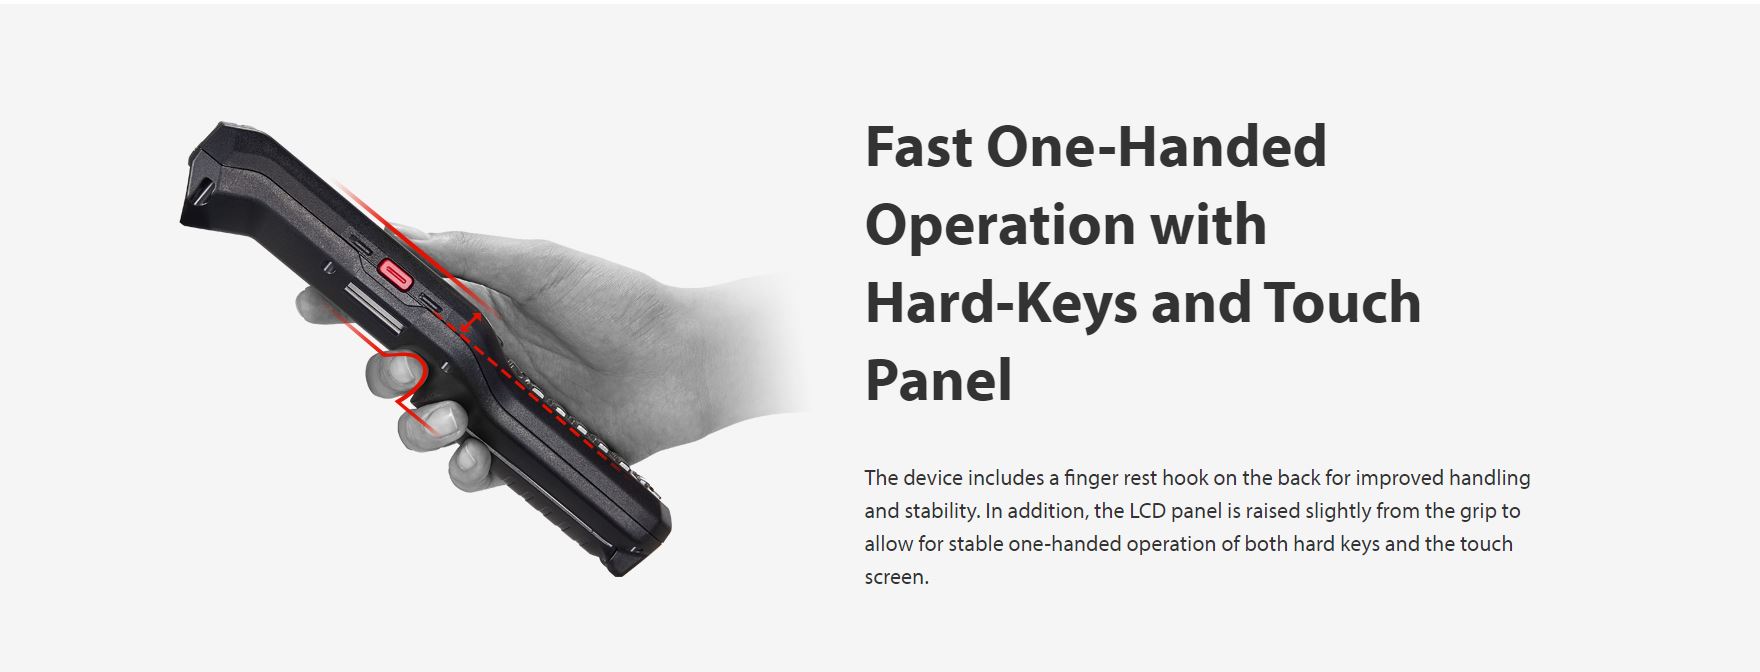 Fast One-Handed
Operation with
Hard-Keys and Touch
Panel
The device includes a finger rest hook on the back for improved handling
and stability. In addition, the LCD panel is raised slightly from the grip to
allow for stable one-handed operation of both hard keys and the touch
screen.